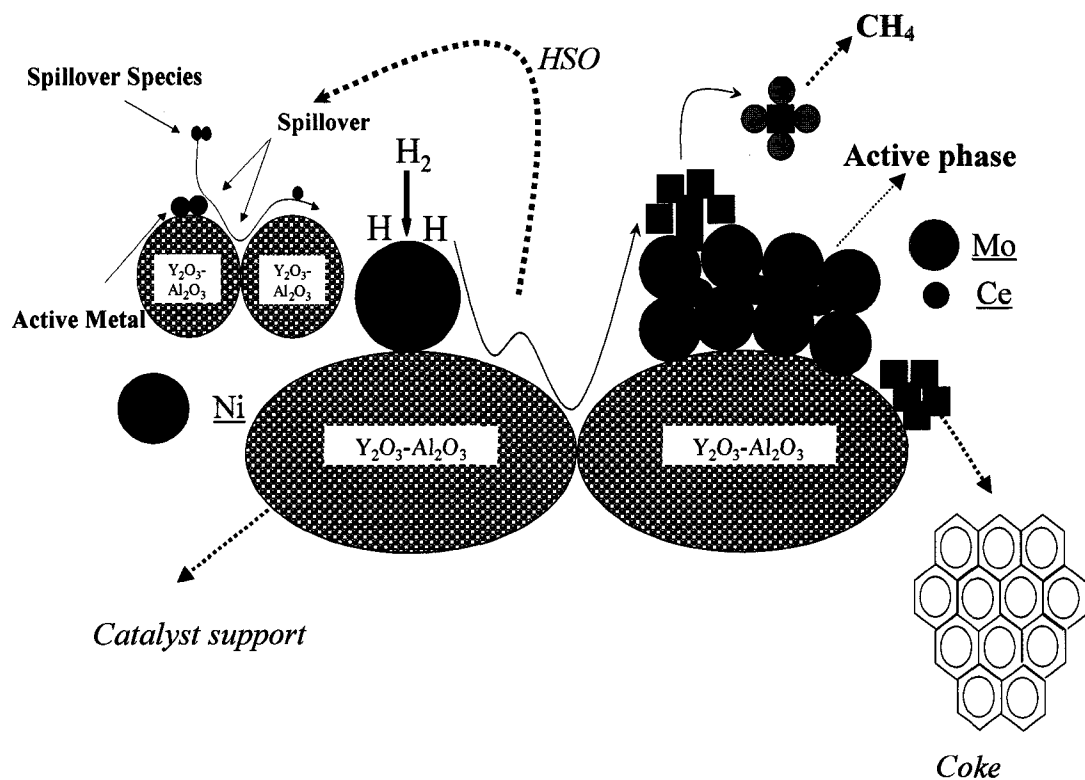 CH₄
HSO
Spillover Species
Spillover
H₂
Active phase
H H
Mo
Y₂O₃-
Al₂O₃
Y₂O₃-
Al₂O₃
Ce
Active Metal
Ni
Y₂O₃-Al₂O₃
Y₂O₃-Al₂O₃
Catalyst support
Coke